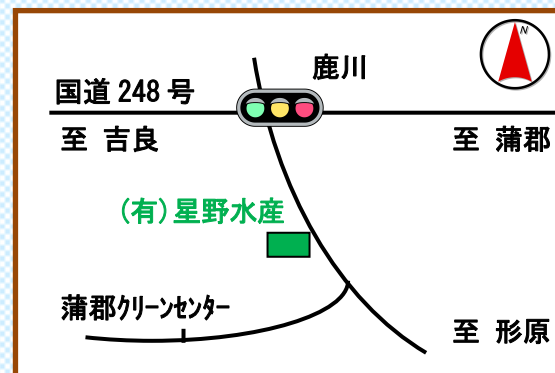 N
鹿川
国道 248 号
至 吉良
至 蒲郡
(有)星野水産
蒲郡クリーンセンター
至 形原